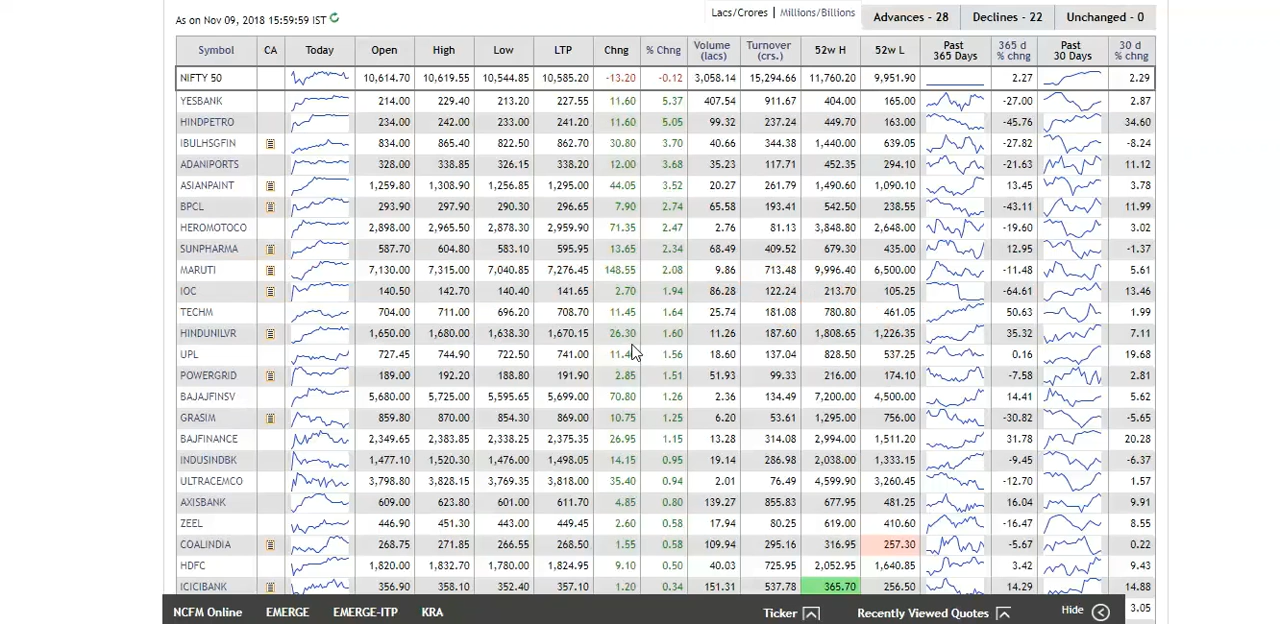 As on Nov 09, 2018 15:59:59 IST
Lacs/Crores | Millions/Billions
Advances - 28 Declines - 22 Unchanged - 0
Symbol CA Today Open High Low LTP Chng % Chng Volume (lacs) Turnover (crs.) 52w H 52w L Past 365 Days 365 d % chng Past 30 Days 30 d % chng
NIFTY 50 10,614.70 10,619.55 10,544.85 10,585.20 -13.20 -0.12 3,058.14 15,294.66 11,760.20 9,951.90 2.27 2.29
YESBANK 214.00 229.40 213.20 227.55 11.60 5.37 407.54 911.67 404.00 165.00 -27.00 2.87
HINDPETRO 234.00 242.00 233.00 241.20 11.60 5.05 99.32 237.24 449.70 163.00 -45.76 34.60
IBULHSGFIN 834.00 865.40 822.50 862.70 30.80 3.70 40.66 344.38 1,440.00 639.05 -27.82 -8.24
ADANIPORTS 328.00 338.85 326.15 338.20 12.00 3.68 35.23 117.71 452.35 294.10 -21.63 11.12
ASIANPAINT 1,259.80 1,308.90 1,256.85 1,295.00 44.05 3.52 20.27 261.79 1,490.60 1,090.10 13.45 3.78
BPCL 293.90 297.90 290.30 296.65 7.90 2.74 65.58 193.41 542.50 238.55 -43.11 11.99
HEROMOTOCO 2,898.00 2,965.50 2,878.30 2,959.90 71.35 2.47 2.76 81.13 3,848.80 2,648.00 -19.60 3.02
SUNPHARMA 587.70 604.80 583.10 595.95 13.65 2.34 68.49 409.52 679.30 435.00 12.95 -1.37
MARUTI 7,130.00 7,315.00 7,040.85 7,276.45 148.55 2.08 9.86 713.48 9,996.40 6,500.00 -11.48 5.61
IOC 140.50 142.70 140.40 141.65 2.70 1.94 86.28 122.24 213.70 105.25 -64.61 13.46
TECHM 704.00 711.00 696.20 708.70 11.45 1.64 25.74 181.08 780.80 461.05 50.63 1.99
HINDUNILVR 1,650.00 1,680.00 1,638.30 1,670.15 26.30 1.60 11.26 187.60 1,808.65 1,226.35 35.32 7.11
UPL 727.45 744.90 722.50 741.00 1.56 18.60 137.04 828.50 537.25 0.16 19.68
POWERGRID 189.00 192.20 188.80 191.90 2.85 1.51 51.93 99.33 216.00 174.10 -7.58 2.81
BAJAJFINSV 5,680.00 5,725.00 5,595.65 5,699.00 70.80 1.26 2.36 134.49 7,200.00 4,500.00 14.41 5.62
GRASIM 859.80 870.00 854.30 869.00 10.75 1.25 6.20 53.61 1,295.00 756.00 -30.82 -5.65
BAJFINANCE 2,349.65 2,383.85 2,338.25 2,375.35 26.95 1.15 13.28 314.08 2,994.00 1,511.20 31.78 20.28
INDUSINDBK 1,477.10 1,520.30 1,476.00 1,498.05 14.15 0.95 19.14 286.98 2,038.00 1,333.15 -9.45 -6.37
ULTRACEMCO 3,798.80 3,828.15 3,769.35 3,818.00 35.40 0.94 2.01 76.49 4,599.90 3,260.45 -12.70 1.57
AXISBANK 609.00 623.80 601.00 611.70 4.85 0.80 139.27 855.83 677.95 481.25 16.04 9.91
ZEEL 446.90 451.30 443.00 449.45 2.60 0.58 17.94 80.25 619.00 410.60 -16.47 8.55
COALINDIA 268.75 271.85 266.55 268.50 1.55 0.58 109.94 295.16 316.95 257.30 -5.67 0.22
HDFC 1,820.00 1,832.70 1,780.00 1,824.95 9.10 0.50 40.03 725.95 2,052.95 1,640.85 3.42 9.43
ICICIBANK 356.90 358.10 352.40 357.10 1.20 0.34 151.31 537.78 365.70 256.50 14.29 14.88
3.05
NCFM Online EMERGE EMERGE-ITP KRA Ticker Recently Viewed Quotes Hide